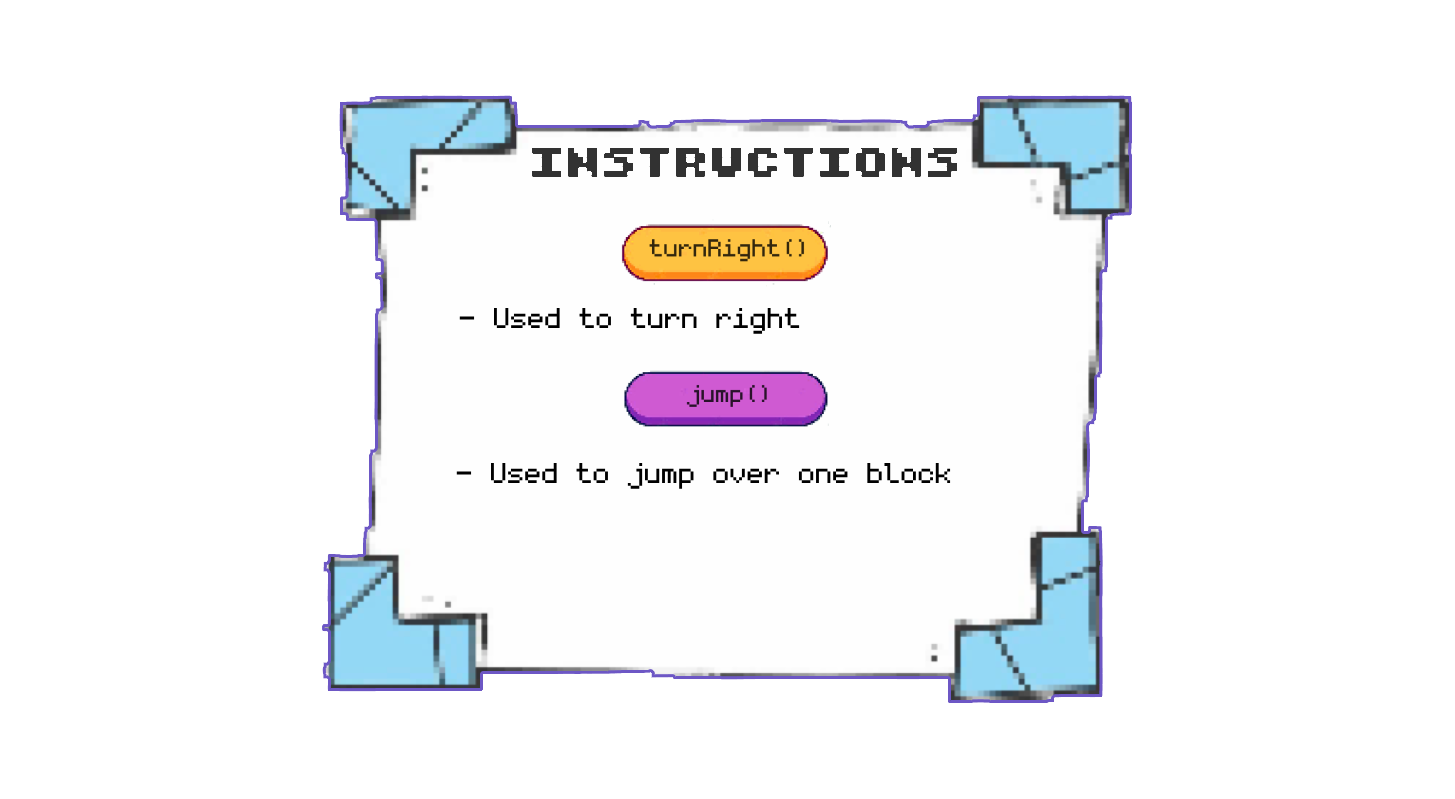 INSTRUCTIONS
turnRight()
- Used to turn right
jump()
- Used to jump over one block